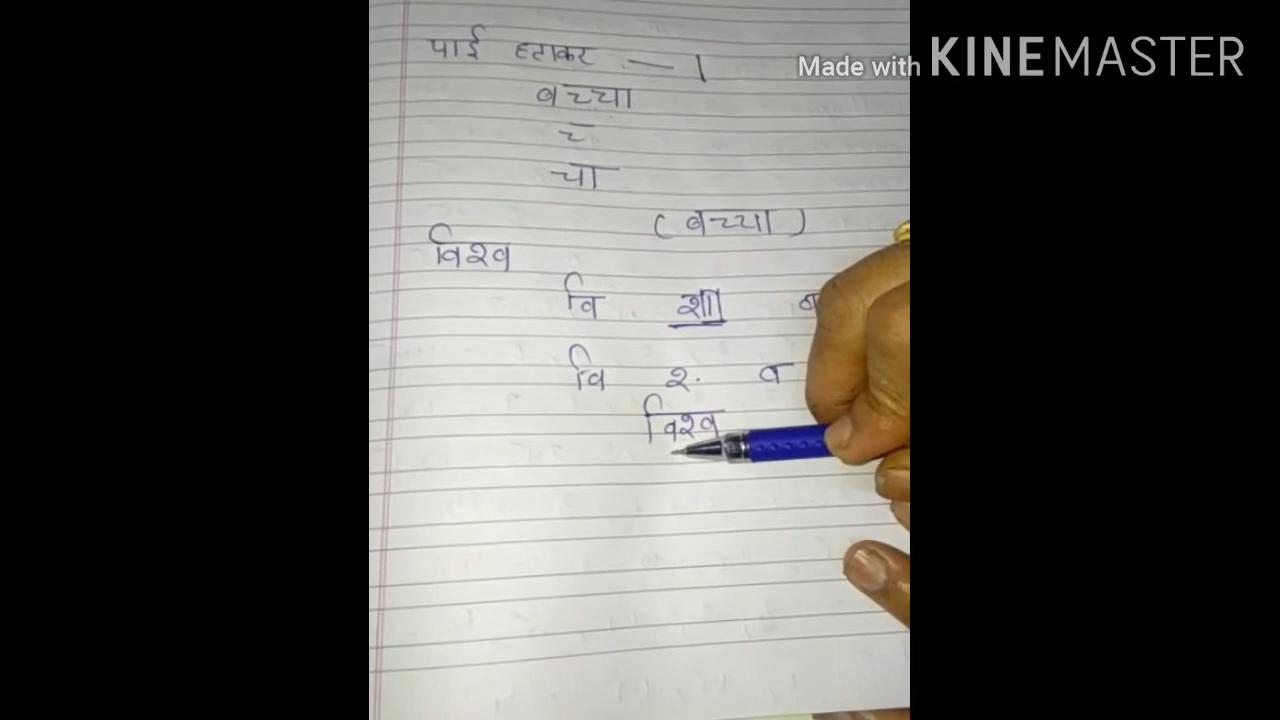 पाई हटाकर — ।
Made with KINEMASTER
बच्चा
च्
चा
(बच्चा)
विश्व
वि शा व
वि श् व
विश्व